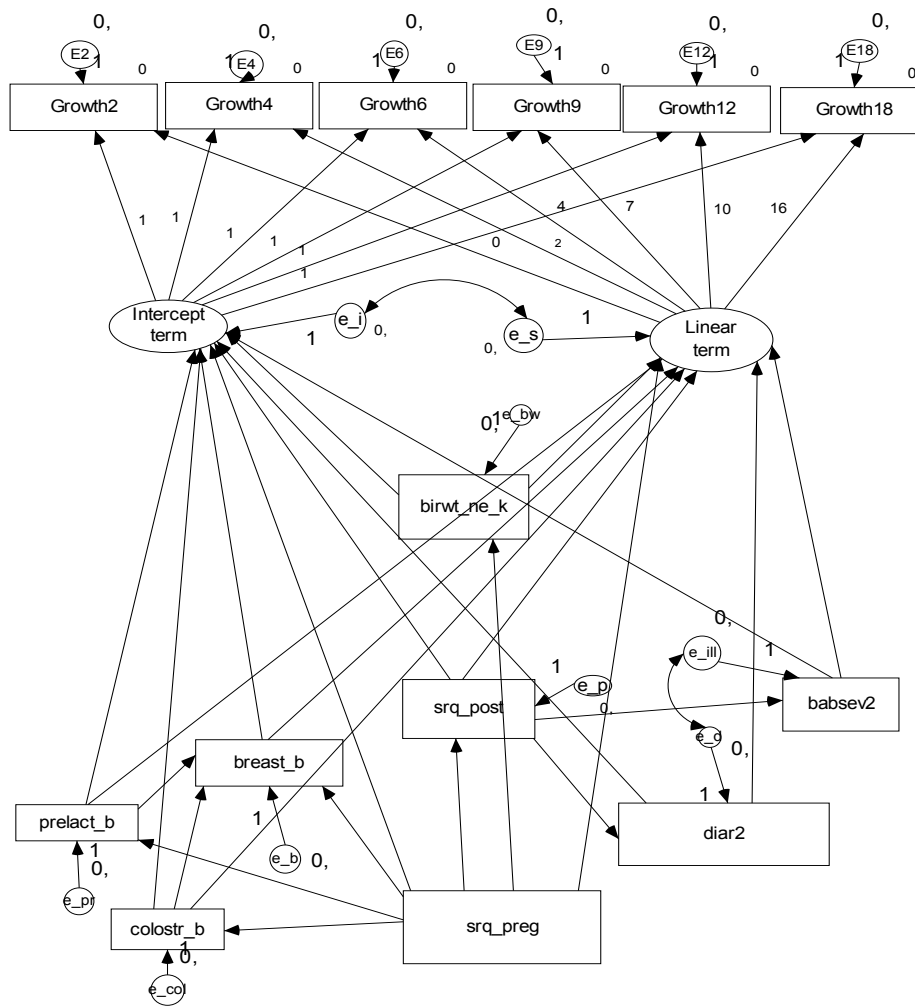 0, 0, 0, 0, 0, 0,
E2 E4 E6 E9 E12 E18
1 1 1 1 1 1
0 0 0 0 0 0
Growth2 Growth4 Growth6 Growth9 Growth12 Growth18
1 1 1 1 1 1 0 4 2 7 10 16
Intercept
term
e_i
1
0,
e_s
0,
1
Linear
term
e_bw
0,
1
birwt_ne_k
0,
e_ill
1
babsev2
srq_post
1
e_p
0,
e_d
0,
1
diar2
breast_b
1
e_b
0,
prelact_b
1
0,
e_pr
colostr_b
1
0,
e_col
srq_preg